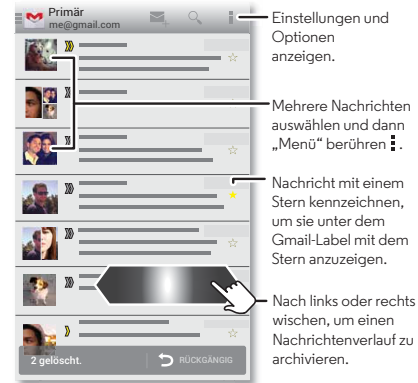 Primär
me@gmail.com
Einstellungen und
Optionen
anzeigen.
Mehrere Nachrichten
auswählen und dann
„Menü“ berühren .
Nachricht mit einem
Stern kennzeichnen,
um sie unter dem
Gmail-Label mit dem
Stern anzuzeigen.
Nach links oder rechts
wischen, um einen
Nachrichtenverlauf zu
archivieren.
2 gelöscht.
RÜCKGÄNGIG